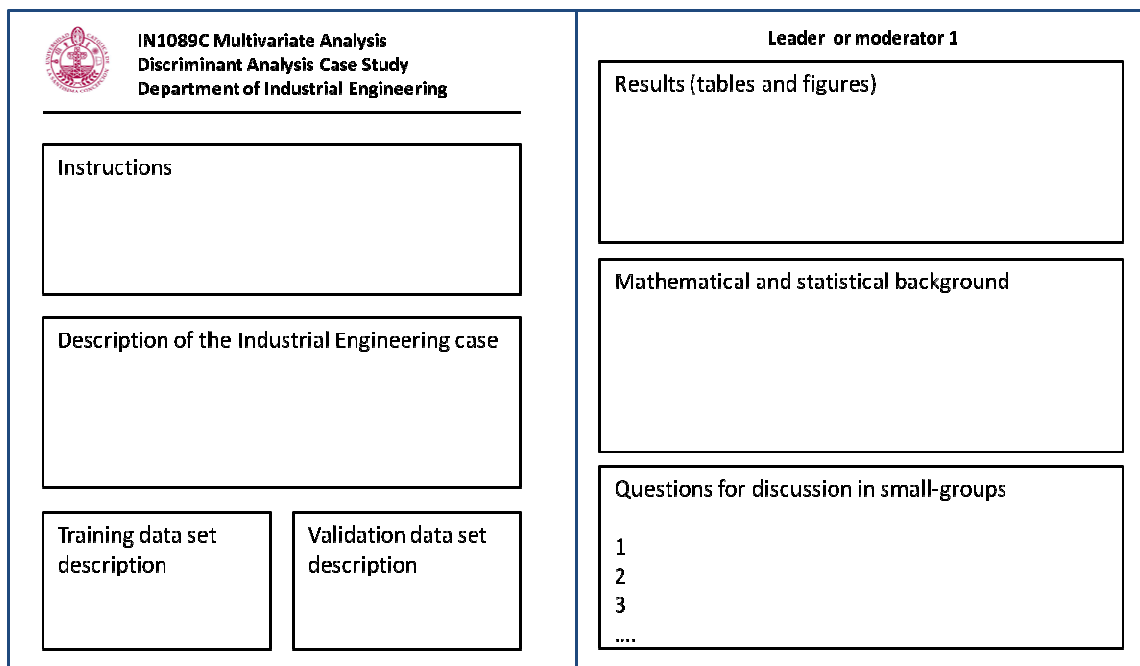 IN1089C Multivariate Analysis
Discriminant Analysis Case Study
Department of Industrial Engineering
Instructions
Description of the Industrial Engineering case
Training data set
description
Validation data set
description
Leader or moderator 1
Results (tables and figures)
Mathematical and statistical background
Questions for discussion in small-groups
1
2
3
....